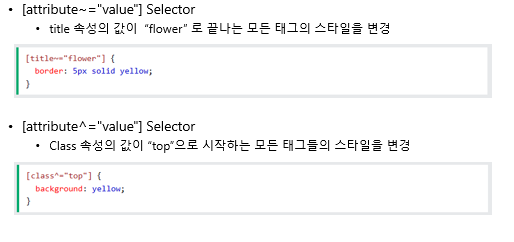 • [attribute~="value"] Selector
• title 속성의 값이 “flower” 로 끝나는 모든 태그의 스타일을 변경
[title~="flower"] {
border: 5px solid yellow;
}
• [attribute^="value"] Selector
• Class 속성의 값이 “top”으로 시작하는 모든 태그들의 스타일을 변경
[class^="top"] {
background: yellow;
}